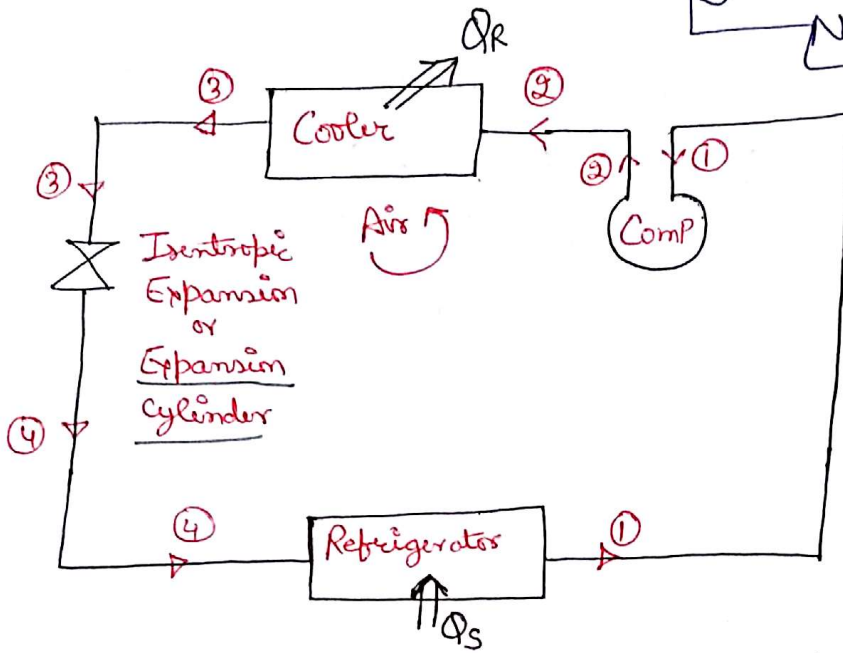 QR
③
Cooler
②
N
③
②
①
Comp
Air
Isentropic
Expansion
or
Expansion
Cylinder
④
④
Refrigerator
①
QS